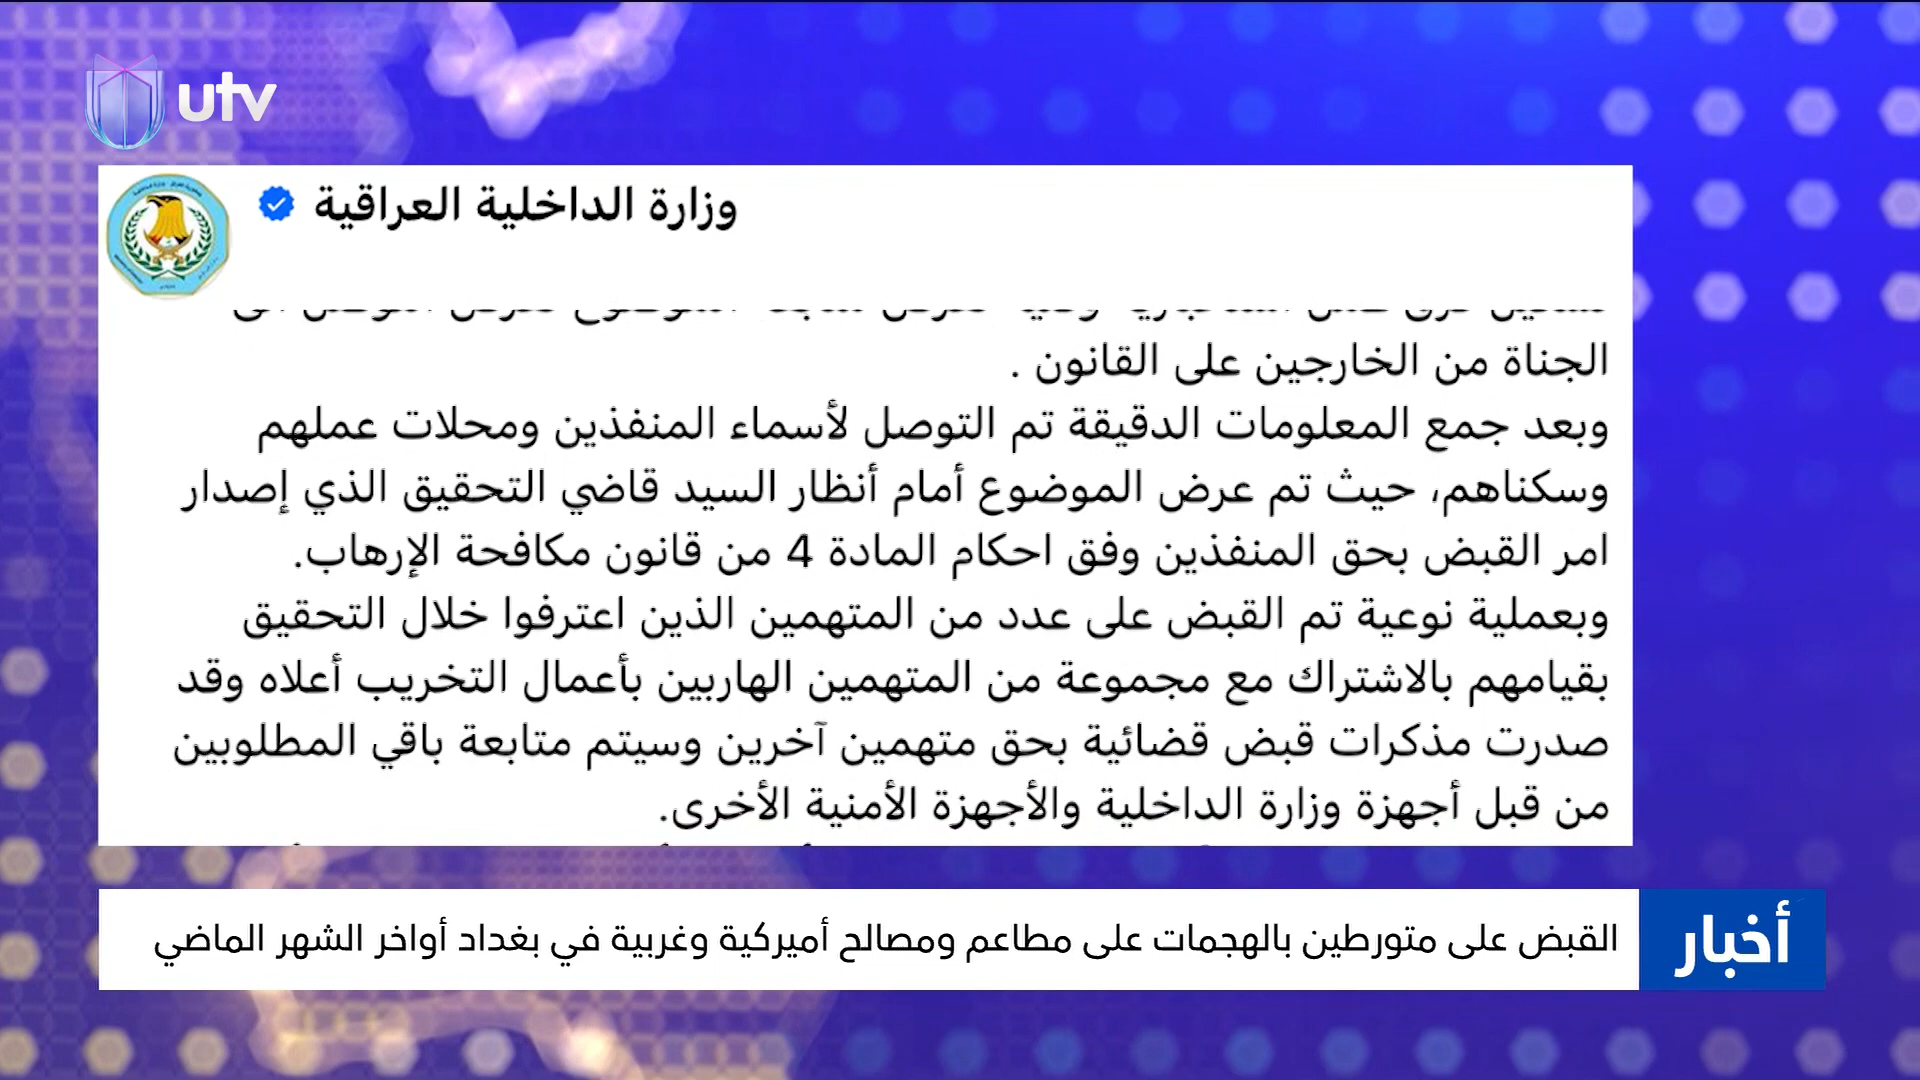 utv
وزارة الداخلية العراقية
الجناة من الخارجين على القانون .
وبعد جمع المعلومات الدقيقة تم التوصل لأسماء المنفذين ومحلات عملهم
وسكناهم، حيث تم عرض الموضوع أمام أنظار السيد قاضي التحقيق الذي إصدار
امر القبض بحق المنفذين وفق احكام المادة 4 من قانون مكافحة الإرهاب.
وبعملية نوعية تم القبض على عدد من المتهمين الذين اعترفوا خلال التحقيق
بقيامهم بالاشتراك مع مجموعة من المتهمين الهاربين بأعمال التخريب أعلاه وقد
صدرت مذكرات قبض قضائية بحق متهمين آخرين وسيتم متابعة باقي المطلوبين
من قبل أجهزة وزارة الداخلية والأجهزة الأمنية الأخرى.
أخبار
القبض على متورطين بالهجمات على مطاعم ومصالح أميركية وغربية في بغداد أواخر الشهر الماضي